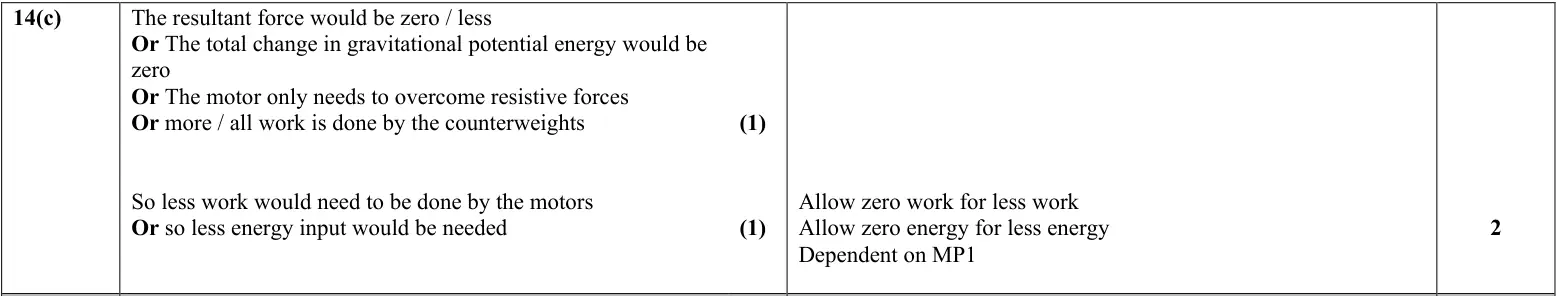 14(c)
The resultant force would be zero / less
Or The total change in gravitational potential energy would be
zero
Or The motor only needs to overcome resistive forces
Or more / all work is done by the counterweights (1)
So less work would need to be done by the motors
Or so less energy input would be needed (1)
Allow zero work for less work
Allow zero energy for less energy
Dependent on MP1
2